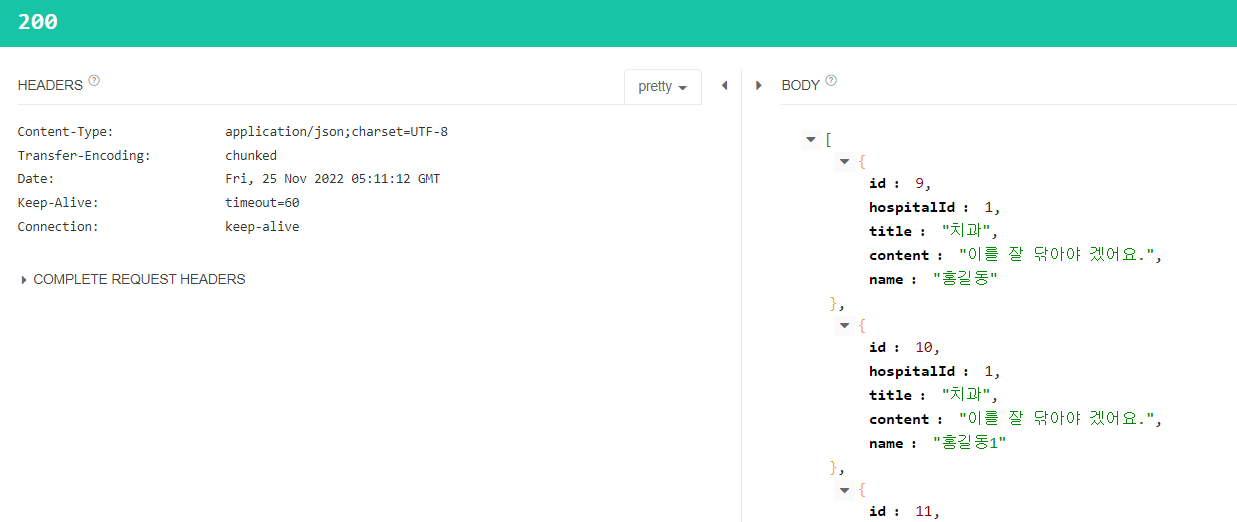 200
HEADERS ?
pretty
Content-Type: application/json;charset=UTF-8
Transfer-Encoding: chunked
Date: Fri, 25 Nov 2022 05:11:12 GMT
Keep-Alive: timeout=60
Connection: keep-alive
COMPLETE REQUEST HEADERS
BODY ?
[
{
id : 9,
hospitalId : 1,
title : "치과",
content : "이를 잘 닦아야 겠어요.",
name : "홍길동"
},
{
id : 10,
hospitalId : 1,
title : "치과",
content : "이를 잘 닦아야 겠어요.",
name : "홍길동1"
},
{
id : 11,